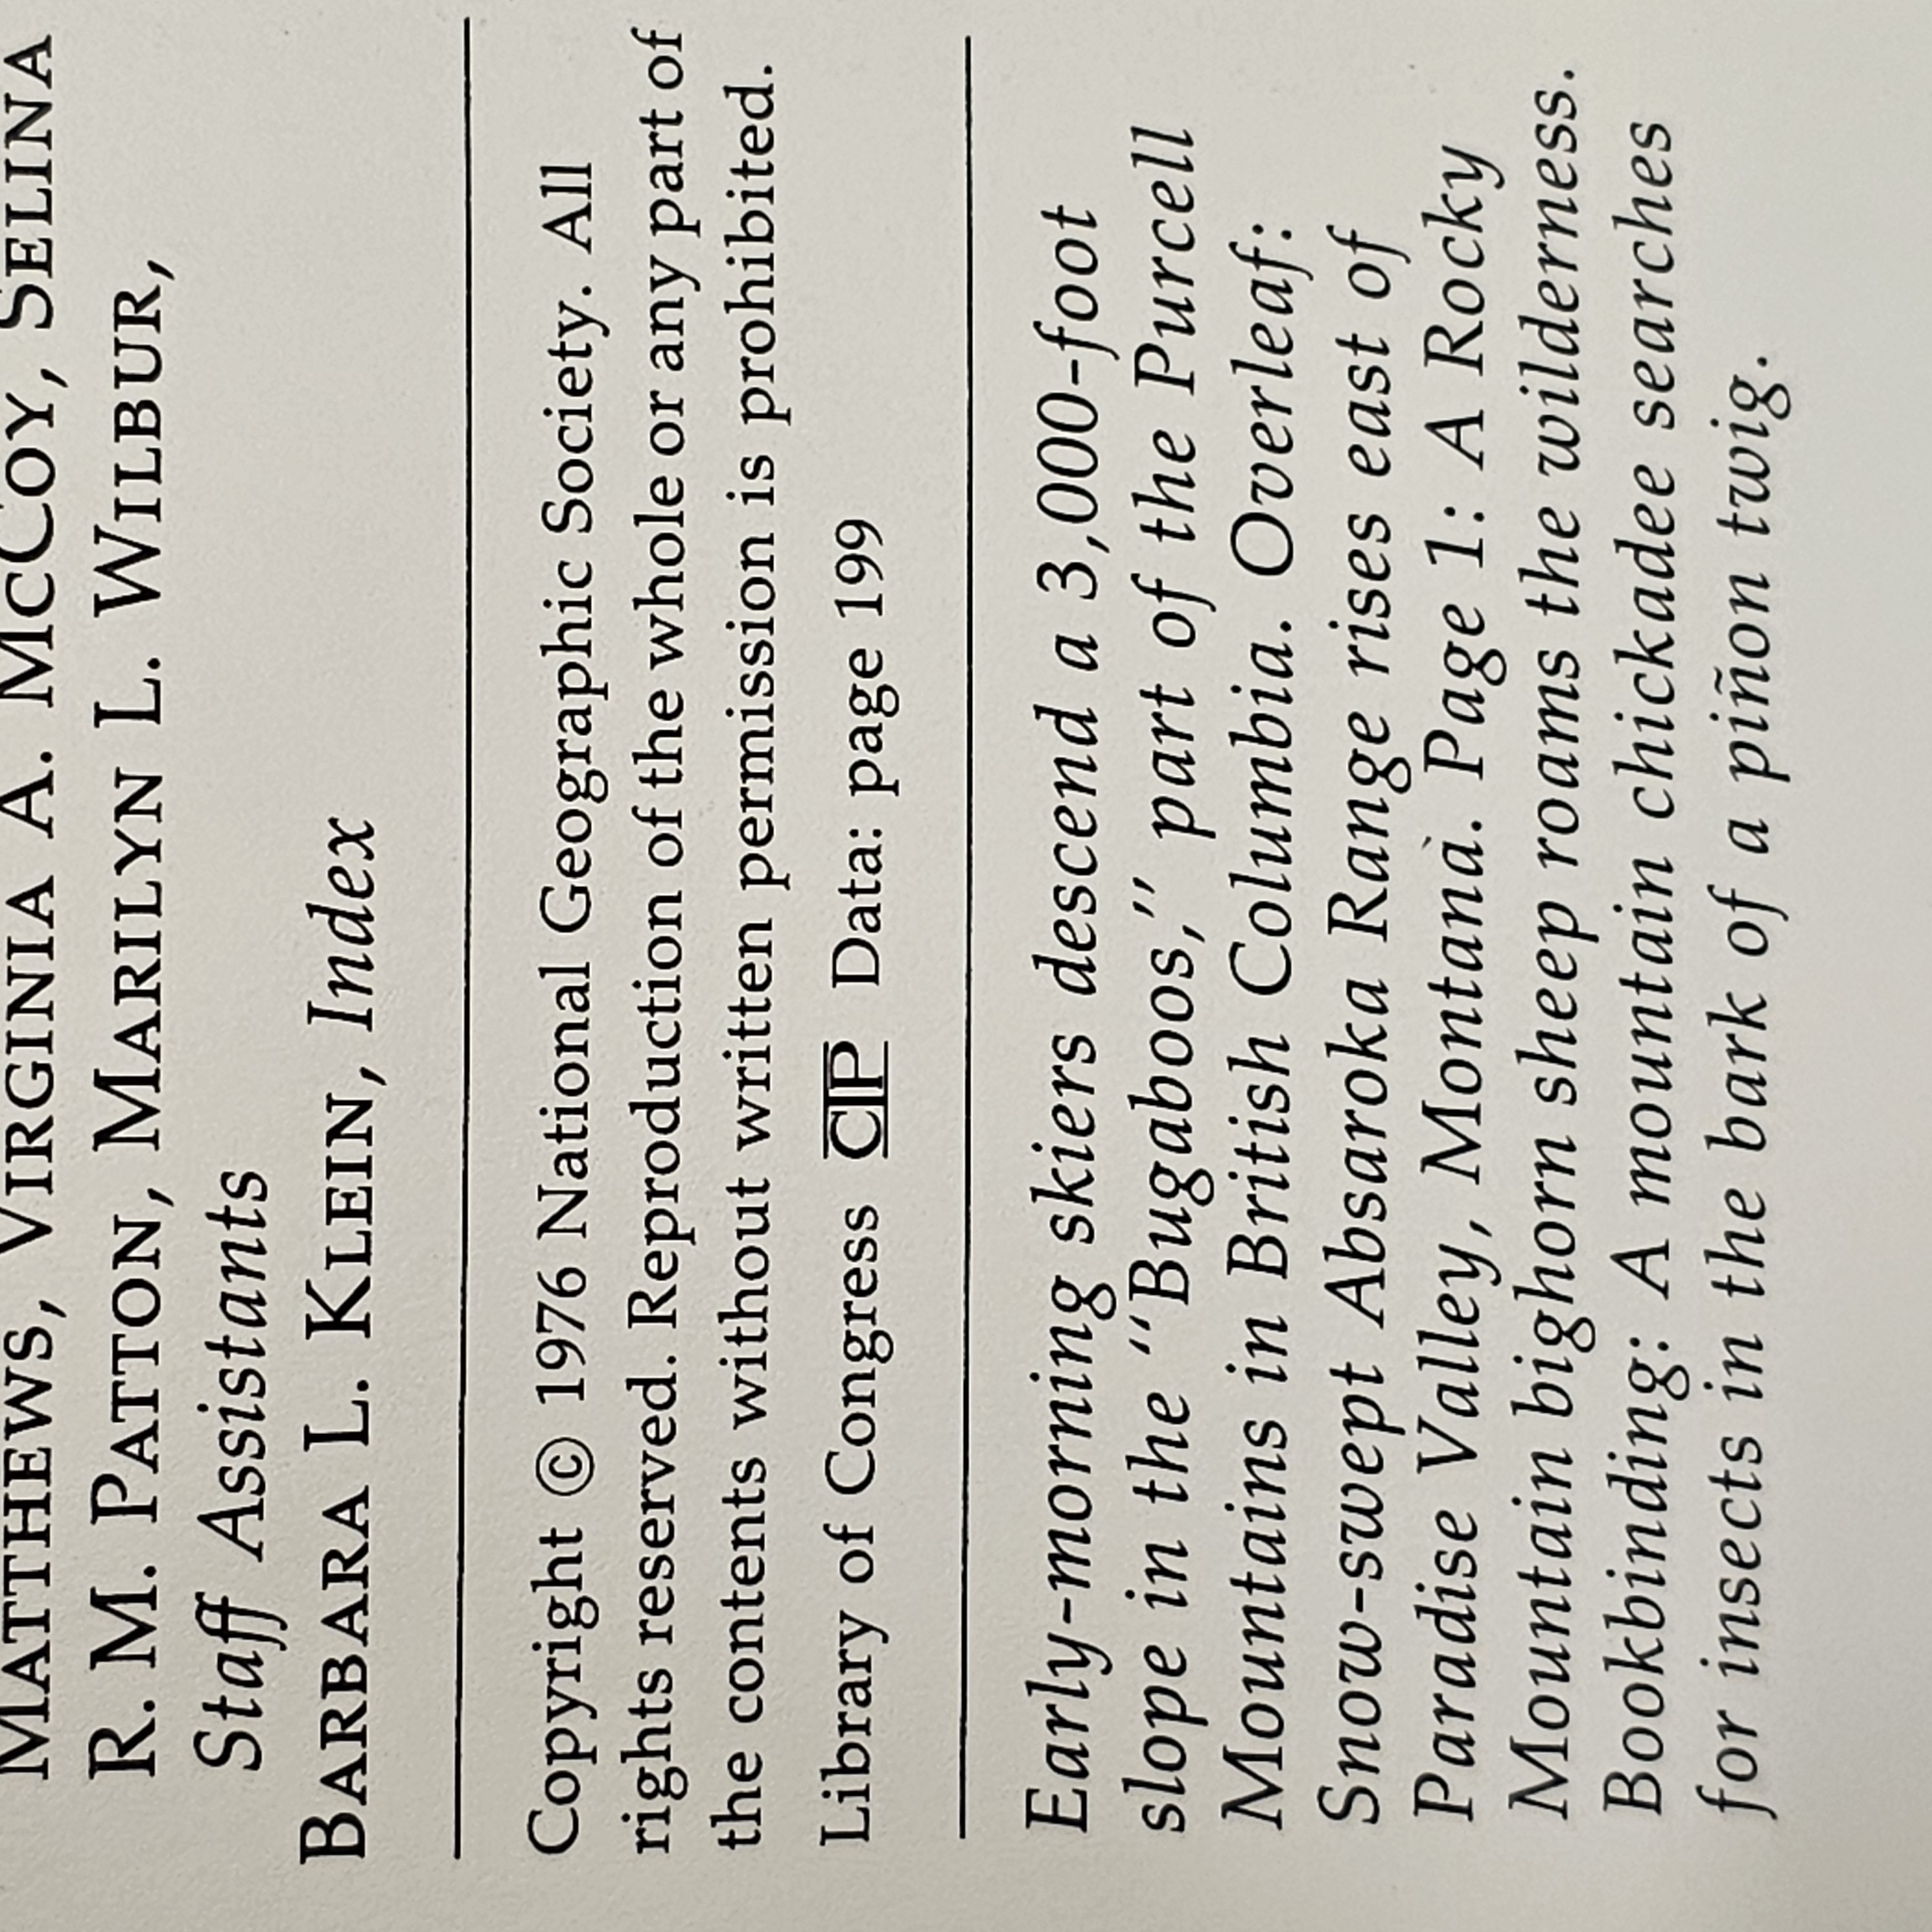 MATTHEWS, VIRGINIA A. MCCOY, SELINA
R. M. PATTON, MARILYN L. WILBUR,
Staff Assistants
BARBARA L. KLEIN, Index
Copyright © 1976 National Geographic Society. All
rights reserved. Reproduction of the whole or any part of
the contents without written permission is prohibited.
Library of Congress CIP Data: page 199
Early-morning skiers descend a 3,000-foot
slope in the “Bugaboos,” part of the Purcell
Mountains in British Columbia. Overleaf:
Snow-swept Absaroka Range rises east of
Paradise Valley, Montana. Page 1: A Rocky
Mountain bighorn sheep roams the wilderness.
Bookbinding: A mountain chickadee searches
for insects in the bark of a piñon twig.